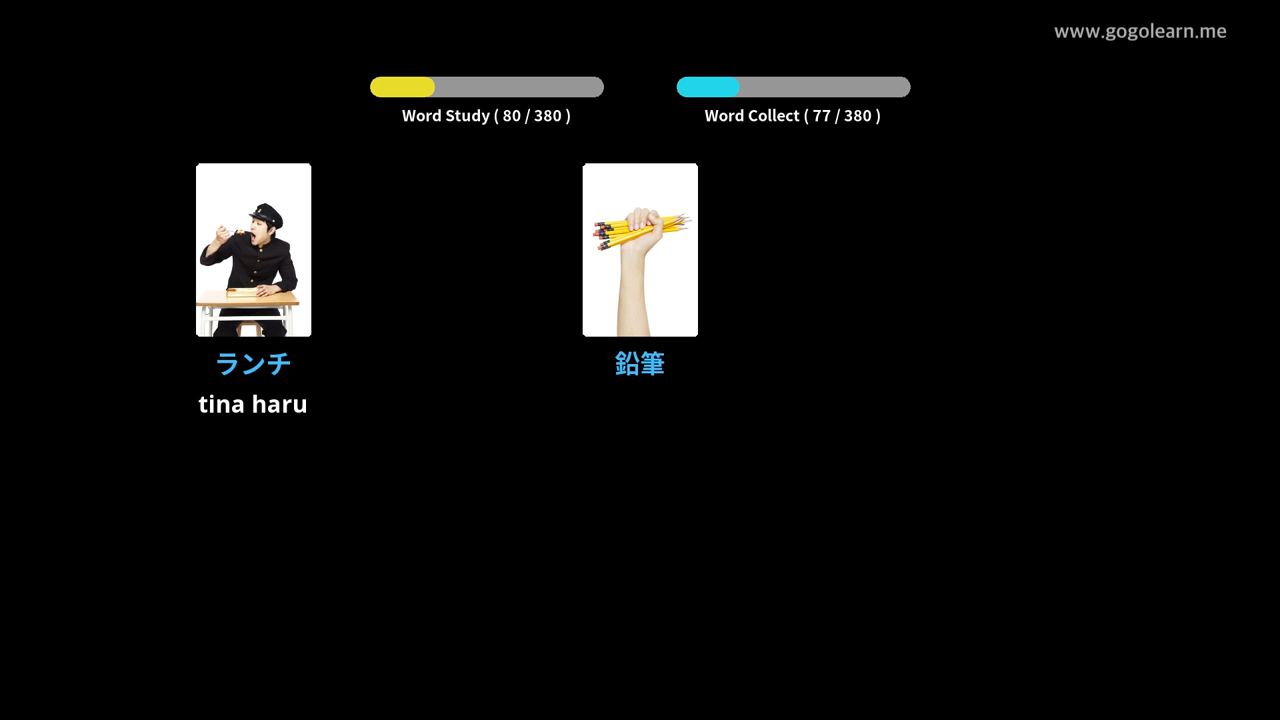 www.gogolearn.me
Word Study ( 80 / 380 )
Word Collect ( 77 / 380 )
ランチ
鉛筆
tina haru